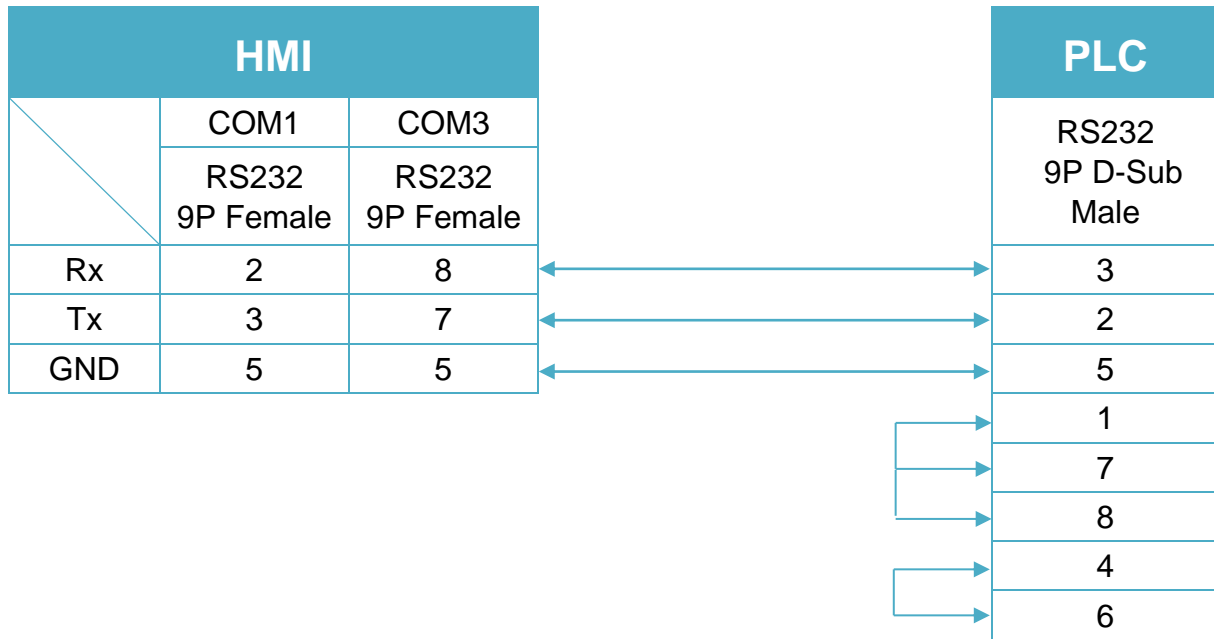 HMI
PLC
COM1 COM3
RS232
9P D-Sub
Male
RS232 RS232
9P Female 9P Female
Rx 2 8 3
Tx 3 7 2
GND 5 5 5
1
7
8
4
6